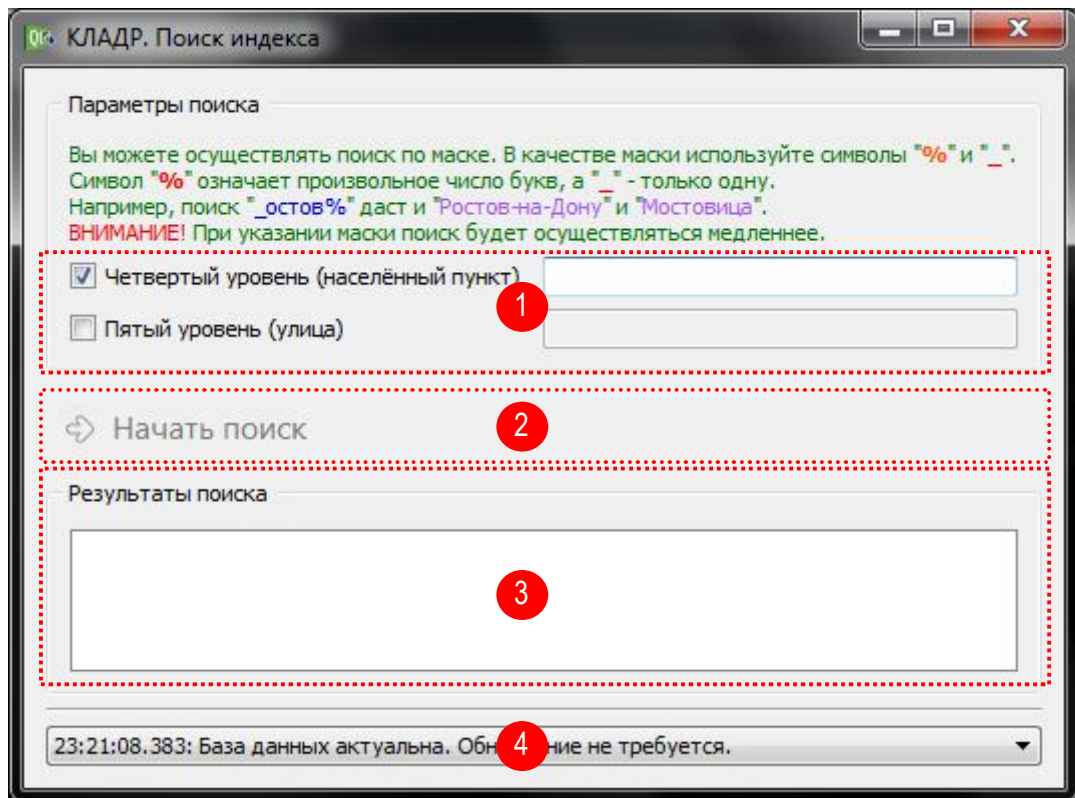 КЛАДР. Поиск индекса
Параметры поиска
Вы можете осуществлять поиск по маске. В качестве маски используйте символы "%" и "_".
Символ "%" означает произвольное число букв, а "_" - только одну.
Например, поиск "_остов%" даст и "Ростов-на-Дону" и "Мостовица".
ВНИМАНИЕ! При указании маски поиск будет осуществляться медленнее.
Четвертый уровень (населённый пункт)
1
Пятый уровень (улица)
Начать поиск 2
Результаты поиска
3
23:21:08.383: База данных актуальна. Обн 4 ние не требуется.